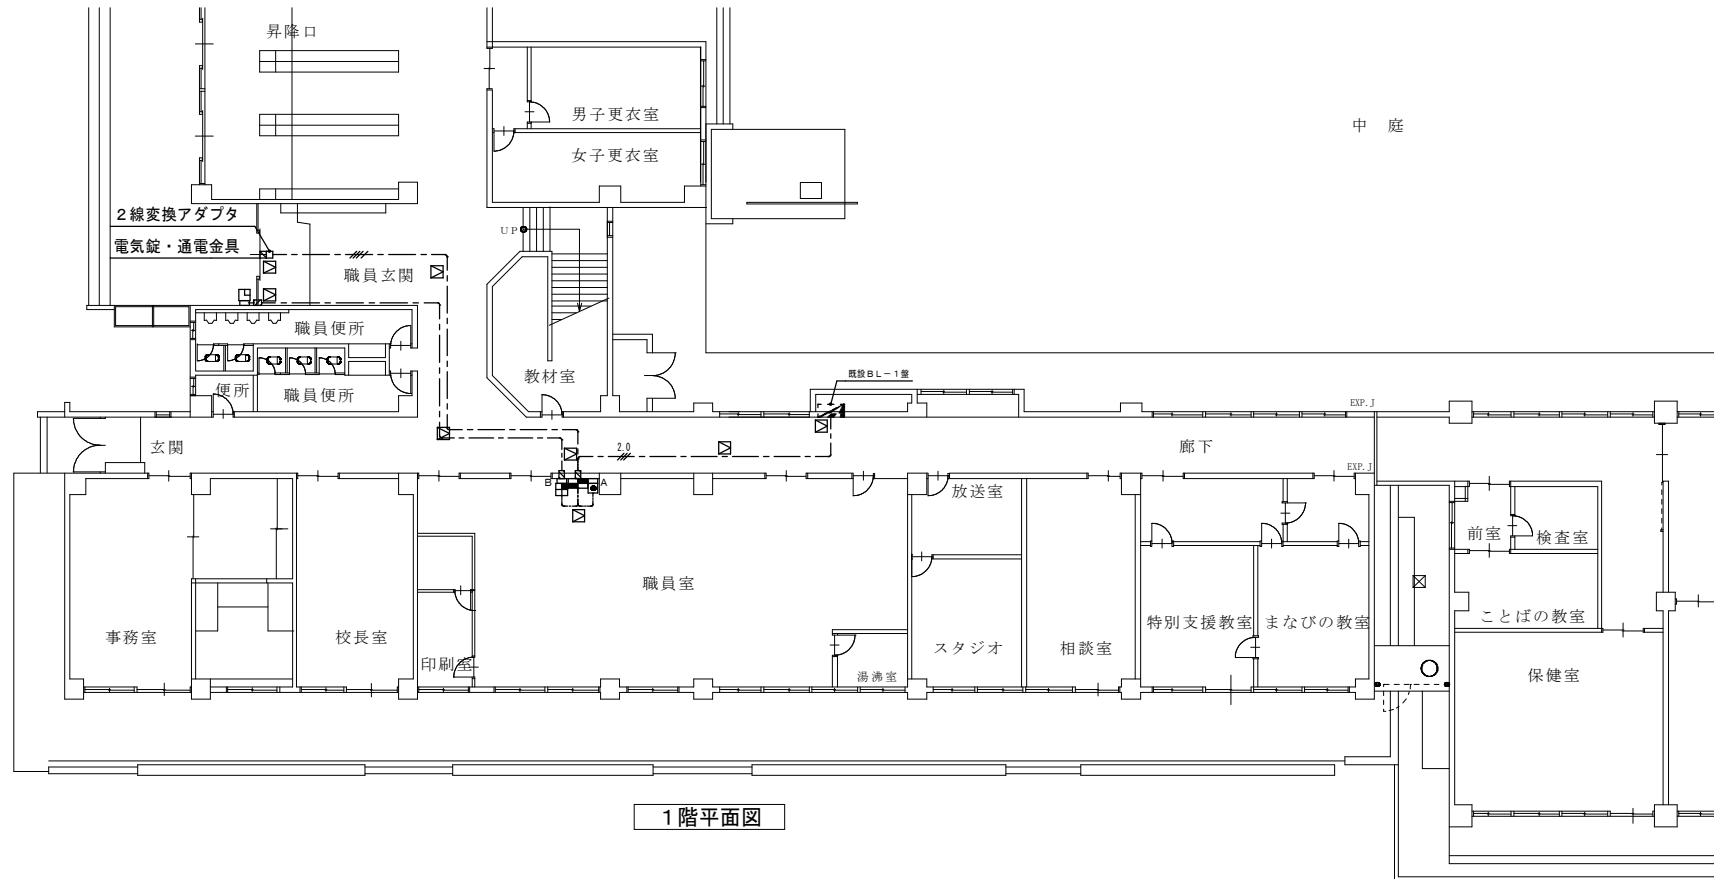 昇降口
男子更衣室
中 庭
女子更衣室
2線変換アダプタ
UP
電気錠・通電金具
職員玄関
職員便所
教材室
既設BL-1盤
便所
職員便所
EXP.J
玄関
2.0
廊下
EXP.J
B
A
放送室
前室
検査室
職員室
ことばの教室
事務室
校長室
特別支援教室
まなびの教室
スタジオ
相談室
印刷室
湯沸室
保健室
1階平面図